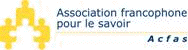 Association francophone
pour le savoir
Acfas